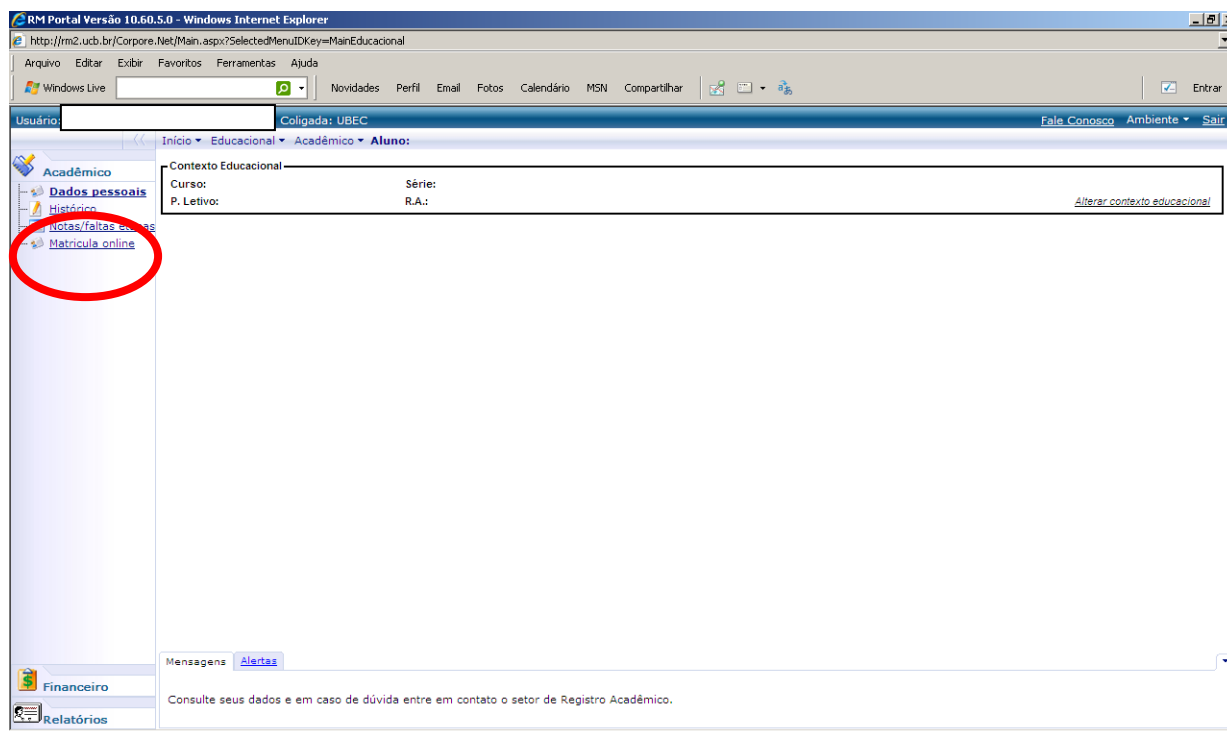 RM Portal Versão 10.60.5.0 - Windows Internet Explorer
http://rm2.ucb.br/Corpore.Net/Main.aspx?SelectedMenuIDKey=MainEducacional
Arquivo Editar Exibir Favoritos Ferramentas Ajuda
Windows Live Novidades Perfil Email Fotos Calendário MSN Compartilhar Entrar
Usuário: Coligada: UBEC Fale Conosco Ambiente Sair
Início Educacional Acadêmico Aluno:
Acadêmico
Dados pessoais
Histórico
Notas/faltas etapas
Matricula online
Contexto Educacional
Curso: Série:
P. Letivo: R.A.: Alterar contexto educacional
Mensagens Alertas
Consulte seus dados e em caso de dúvida entre em contato o setor de Registro Acadêmico.
Financeiro
Relatórios